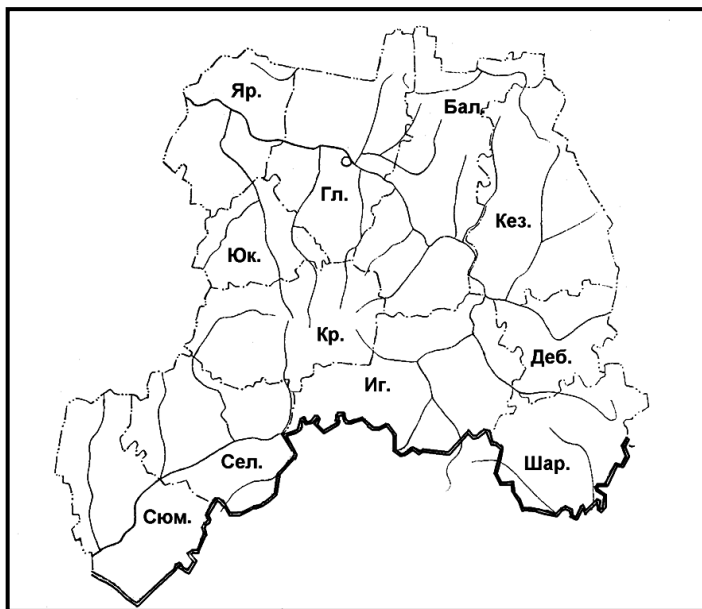 Яр.
Бал.
Гл.
Кез.
Юк.
Кр.
Деб.
Иг.
Сел.
Шар.
Сюм.